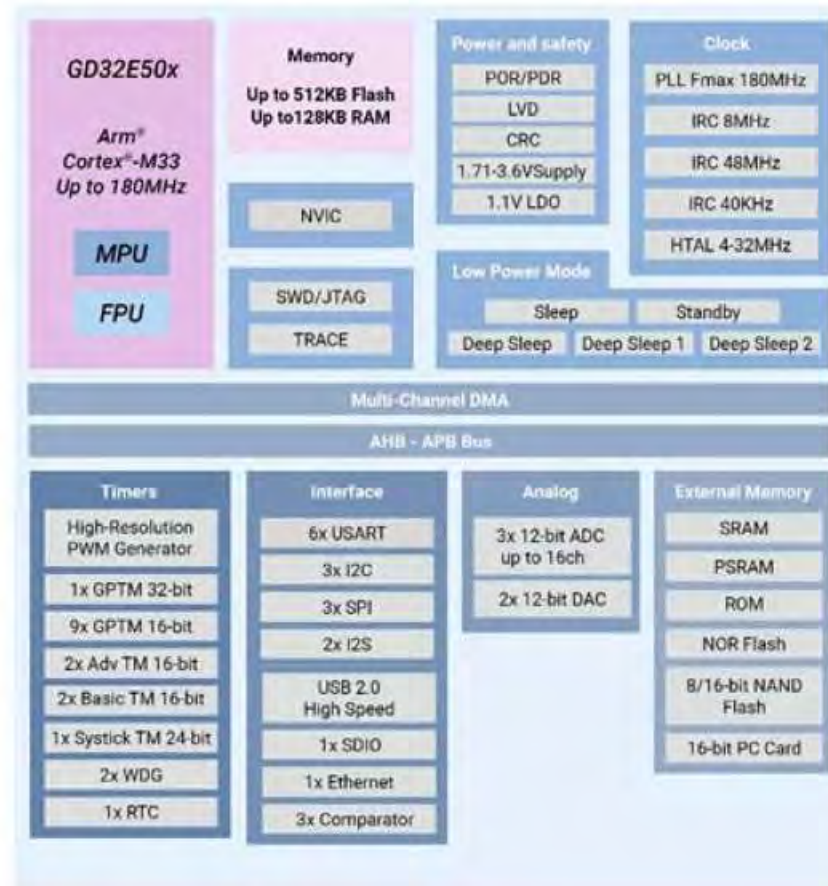 GD32E50x
Arm®
Cortex®-M33
Up to 180MHz
MPU
FPU
Memory
Up to 512KB Flash
Up to128KB RAM
NVIC
SWD/JTAG
TRACE
Power and safety
POR/PDR
LVD
CRC
1.71-3.6VSupply
1.1V LDO
Clock
PLL Fmax 180MHz
IRC 8MHz
IRC 48MHz
IRC 40KHz
HTAL 4-32MHz
Low Power Mode
Sleep
Standby
Deep Sleep
Deep Sleep 1
Deep Sleep 2
Multi-Channel DMA
AHB - APB Bus
Timers
High-Resolution
PWM Generator
1x GPTM 32-bit
9x GPTM 16-bit
2x Adv TM 16-bit
2x Basic TM 16-bit
1x Systick TM 24-bit
2x WDG
1x RTC
Interface
6x USART
3x I2C
3x SPI
2x I2S
USB 2.0
High Speed
1x SDIO
1x Ethernet
3x Comparator
Analog
3x 12-bit ADC
up to 16ch
2x 12-bit DAC
External Memory
SRAM
PSRAM
ROM
NOR Flash
8/16-bit NAND
Flash
16-bit PC Card